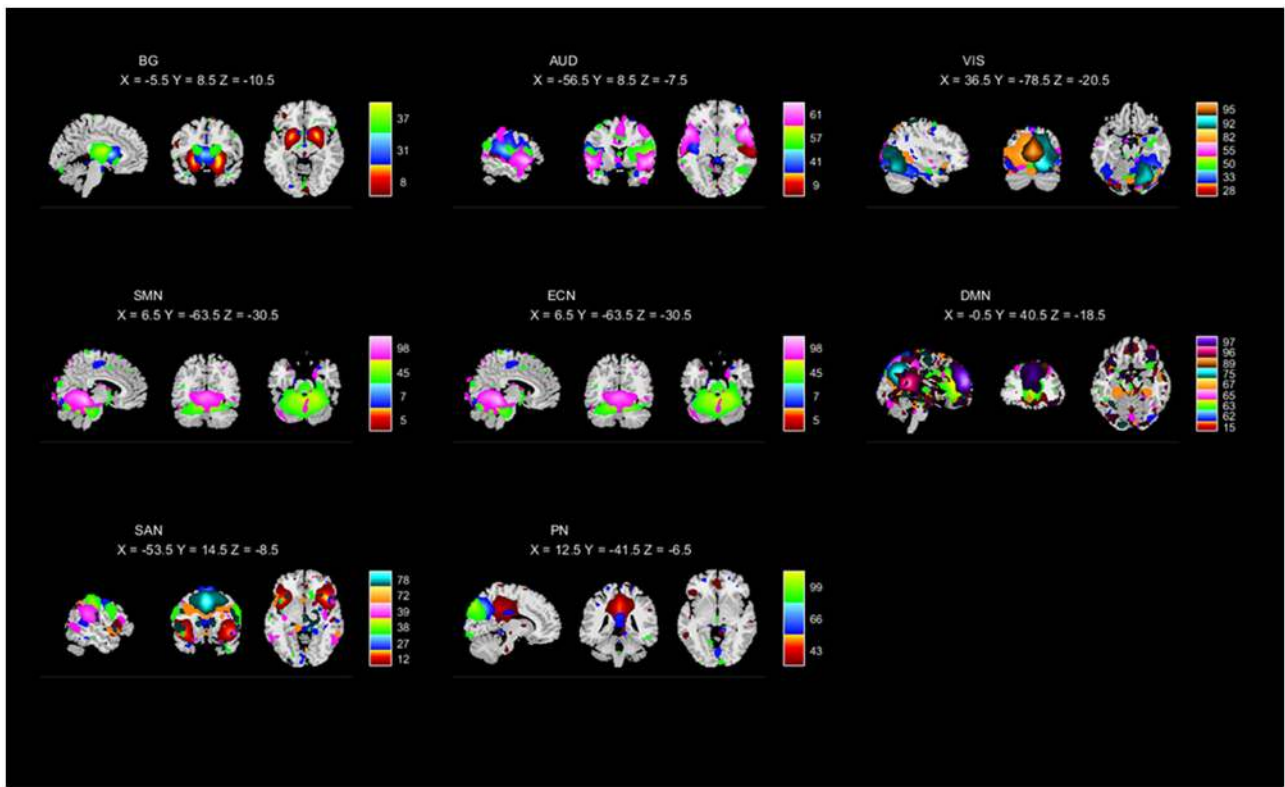 BG
X = -5.5 Y = 8.5 Z = -10.5
37
31
8
AUD
X = -56.5 Y = 8.5 Z = -7.5
61
57
41
9
VIS
X = 36.5 Y = -78.5 Z = -20.5
95
92
82
55
50
33
28
SMN
X = 6.5 Y = -63.5 Z = -30.5
98
45
7
5
ECN
X = 6.5 Y = -63.5 Z = -30.5
98
45
7
5
DMN
X = -0.5 Y = 40.5 Z = -18.5
97
96
89
75
67
65
63
62
15
SAN
X = -53.5 Y = 14.5 Z = -8.5
78
72
39
38
27
12
PN
X = 12.5 Y = -41.5 Z = -6.5
99
66
43